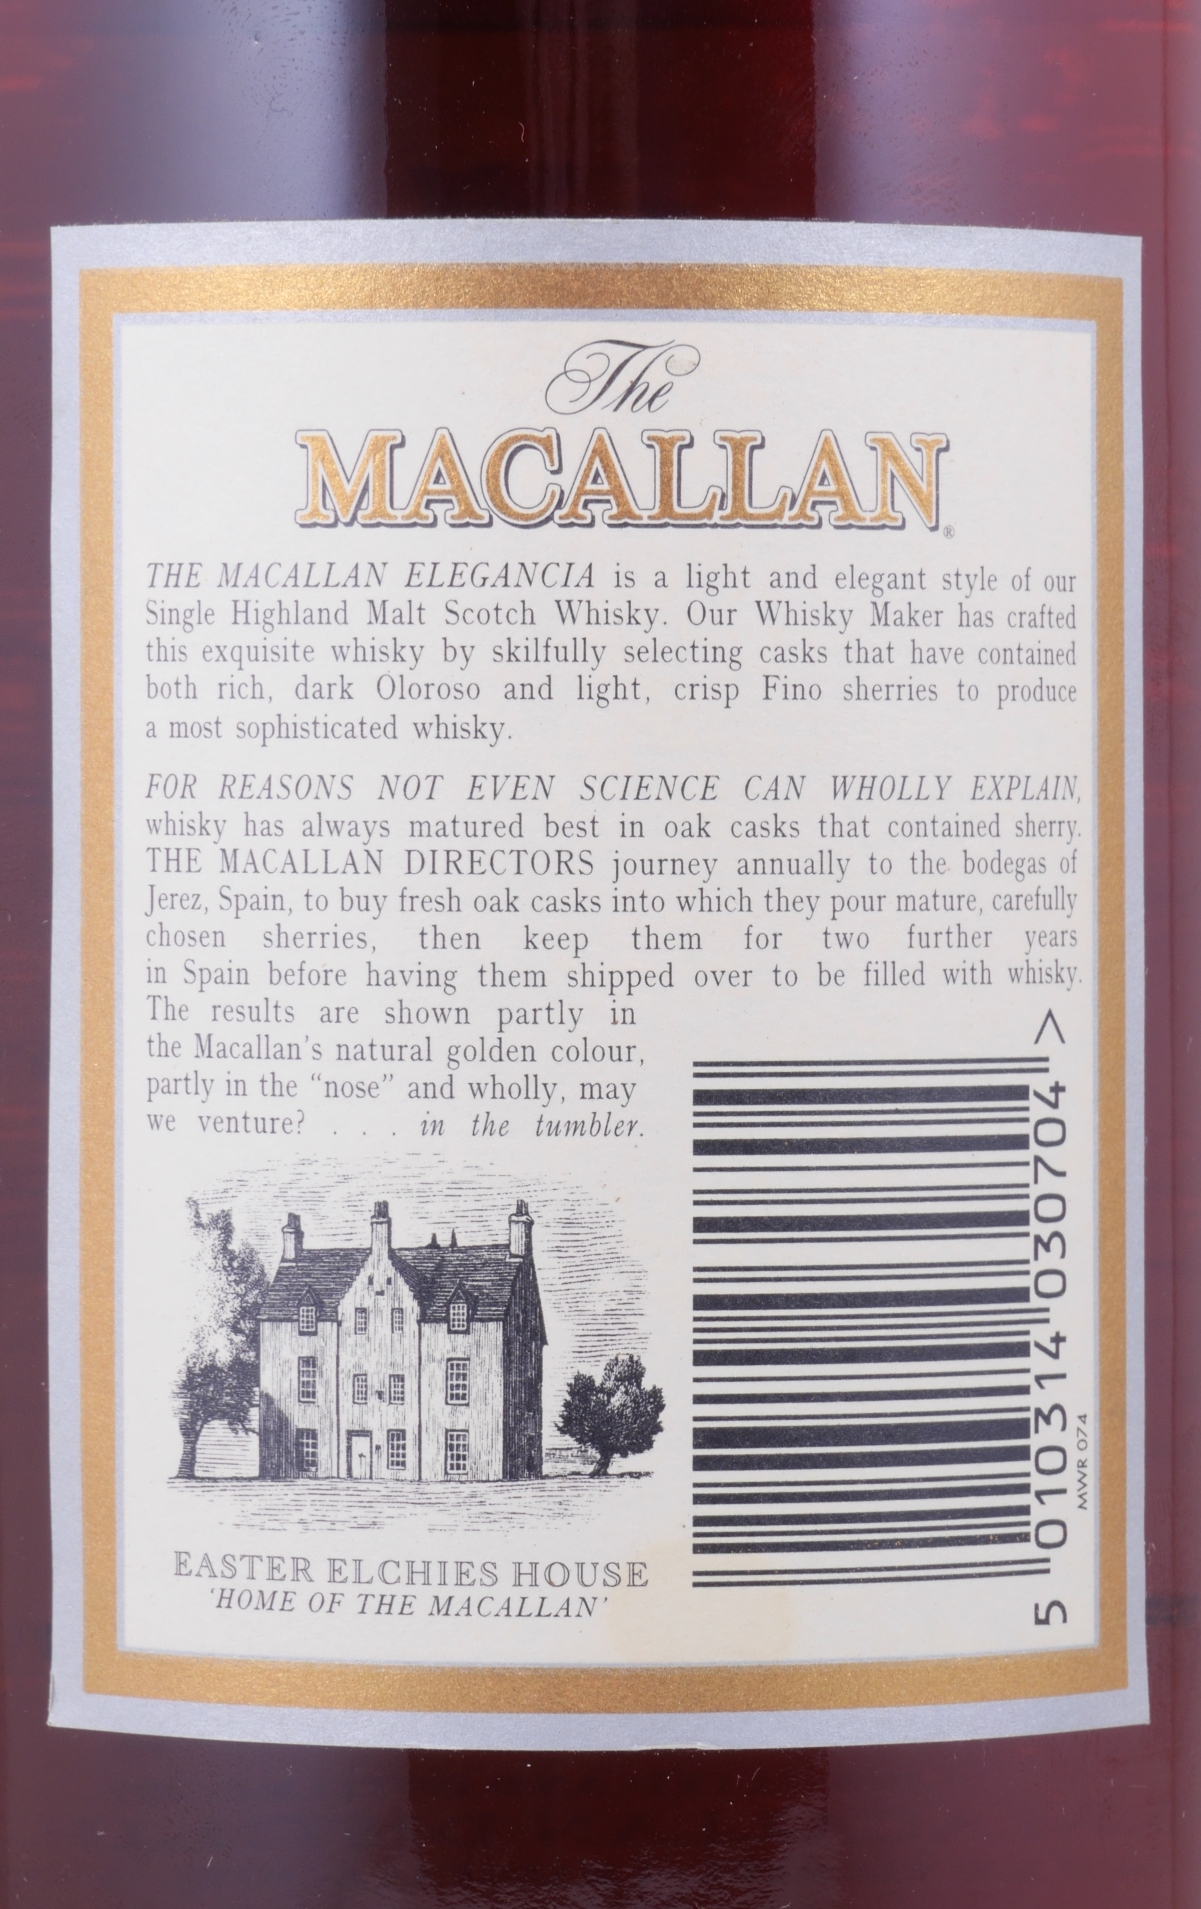 The
MACALLAN
®
THE MACALLAN ELEGANCIA is a light and elegant style of our
Single Highland Malt Scotch Whisky. Our Whisky Maker has crafted
this exquisite whisky by skilfully selecting casks that have contained
both rich, dark Oloroso and light, crisp Fino sherries to produce
a most sophisticated whisky.
FOR REASONS NOT EVEN SCIENCE CAN WHOLLY EXPLAIN,
whisky has always matured best in oak casks that contained sherry.
THE MACALLAN DIRECTORS journey annually to the bodegas of
Jerez, Spain, to buy fresh oak casks into which they pour mature, carefully
chosen sherries, then keep them for two further years
in Spain before having them shipped over to be filled with whisky.
The results are shown partly in
the Macallan's natural golden colour,
partly in the “nose” and wholly, may
we venture? . . . in the tumbler.
EASTER ELCHIES HOUSE
'HOME OF THE MACALLAN'
5 010314 030704 >
MWR 074